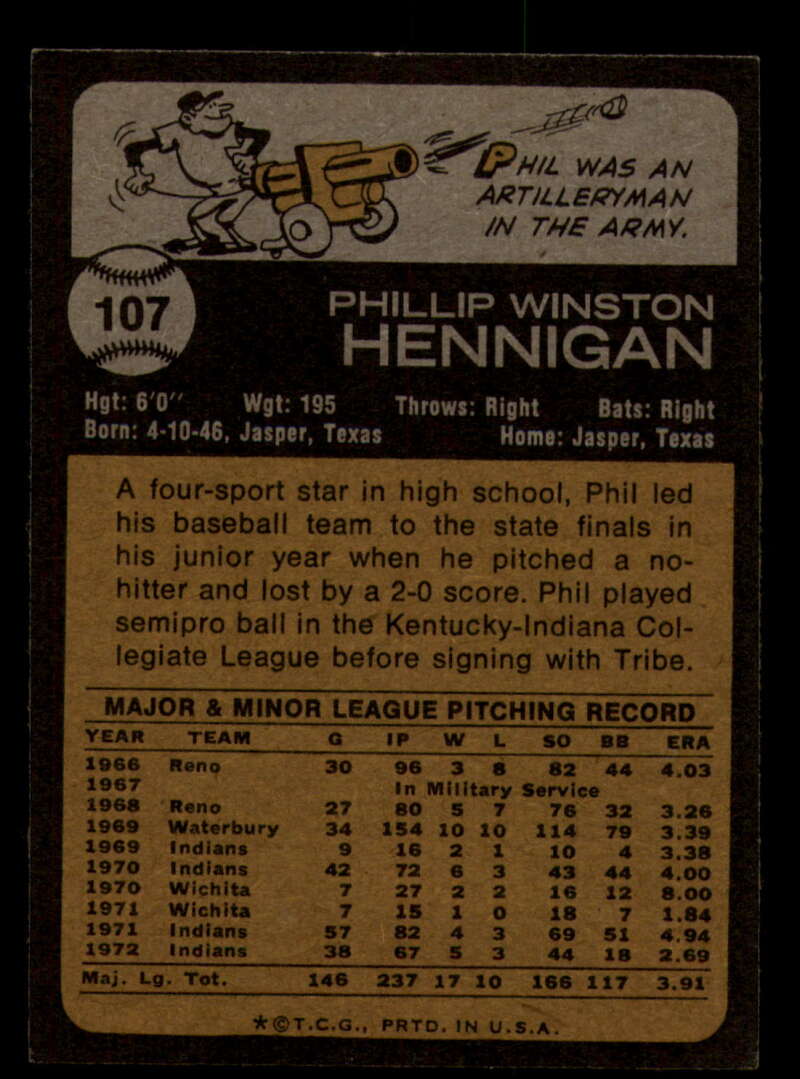 PHIL WAS AN
ARTILLERYMAN
IN THE ARMY.
107
PHILLIP WINSTON
HENNIGAN
Hgt: 6'0" Wgt: 195 Throws: Right Bats: Right
Born: 4-10-46, Jasper, Texas Home: Jasper, Texas
A four-sport star in high school, Phil led
his baseball team to the state finals in
his junior year when he pitched a no-
hitter and lost by a 2-0 score. Phil played
semipro ball in the Kentucky-Indiana Col-
legiate League before signing with Tribe.
MAJOR & MINOR LEAGUE PITCHING RECORD
YEAR TEAM G IP W L SO BB ERA
1966 Reno 30 96 3 8 82 44 4.03
1967 In Military Service
1968 Reno 27 80 5 7 76 32 3.26
1969 Waterbury 34 154 10 10 114 79 3.39
1969 Indians 9 16 2 1 10 4 3.38
1970 Indians 42 72 6 3 43 44 4.00
1970 Wichita 7 27 2 2 16 12 8.00
1971 Wichita 7 15 1 0 18 7 1.84
1971 Indians 57 82 4 3 69 51 4.94
1972 Indians 38 67 5 3 44 18 2.69
Maj. Lg. Tot. 146 237 17 10 166 117 3.91
*©T.C.G., PRTD. IN U.S.A.